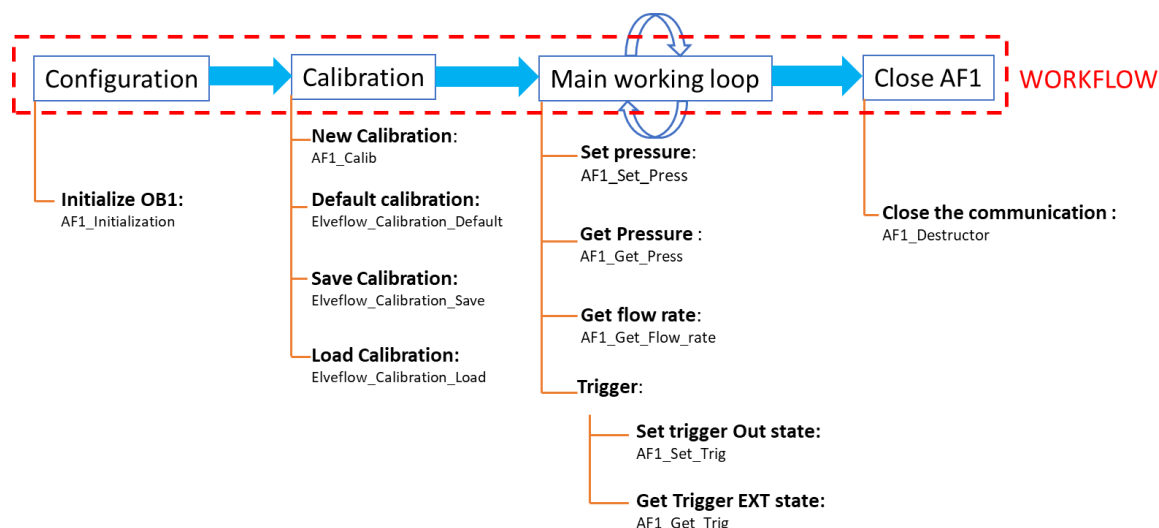 Configuration
Calibration
Main working loop
Close AF1
WORKFLOW
Initialize OB1:
AF1_Initialization
New Calibration:
AF1_Calib
Default calibration:
Elveflow_Calibration_Default
Save Calibration:
Elveflow_Calibration_Save
Load Calibration:
Elveflow_Calibration_Load
Set pressure:
AF1_Set_Press
Get Pressure :
AF1_Get_Press
Get flow rate:
AF1_Get_Flow_rate
Trigger:
Set trigger Out state:
AF1_Set_Trig
Get Trigger EXT state:
AF1_Get_Trig
Close the communication :
AF1_Destructor